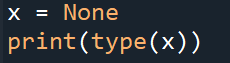 x = None
print(type(x))